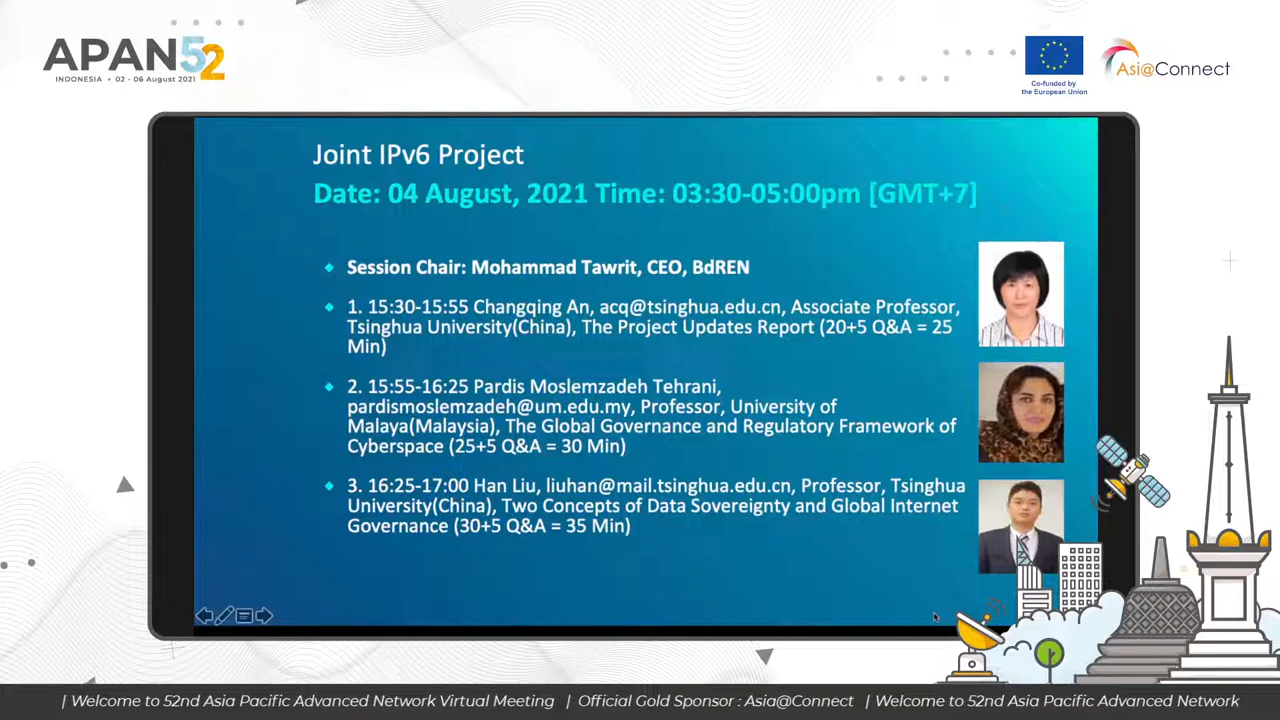 APAN52
INDONESIA • 02 - 06 August 2021
Co-funded by
the European Union
Asi@Connect
Joint IPv6 Project
Date: 04 August, 2021 Time: 03:30-05:00pm [GMT+7]
Session Chair: Mohammad Tawrit, CEO, BdREN
1. 15:30-15:55 Changqing An, acq@tsinghua.edu.cn, Associate Professor,
Tsinghua University(China), The Project Updates Report (20+5 Q&A = 25
Min)
2. 15:55-16:25 Pardis Moslemzadeh Tehrani,
pardismoslemzadeh@um.edu.my, Professor, University of
Malaya(Malaysia), The Global Governance and Regulatory Framework of
Cyberspace (25+5 Q&A = 30 Min)
3. 16:25-17:00 Han Liu, liuhan@mail.tsinghua.edu.cn, Professor, Tsinghua
University(China), Two Concepts of Data Sovereignty and Global Internet
Governance (30+5 Q&A = 35 Min)
| Welcome to 52nd Asia Pacific Advanced Network Virtual Meeting | Official Gold Sponsor : Asia@Connect | Welcome to 52nd Asia Pacific Advanced Network